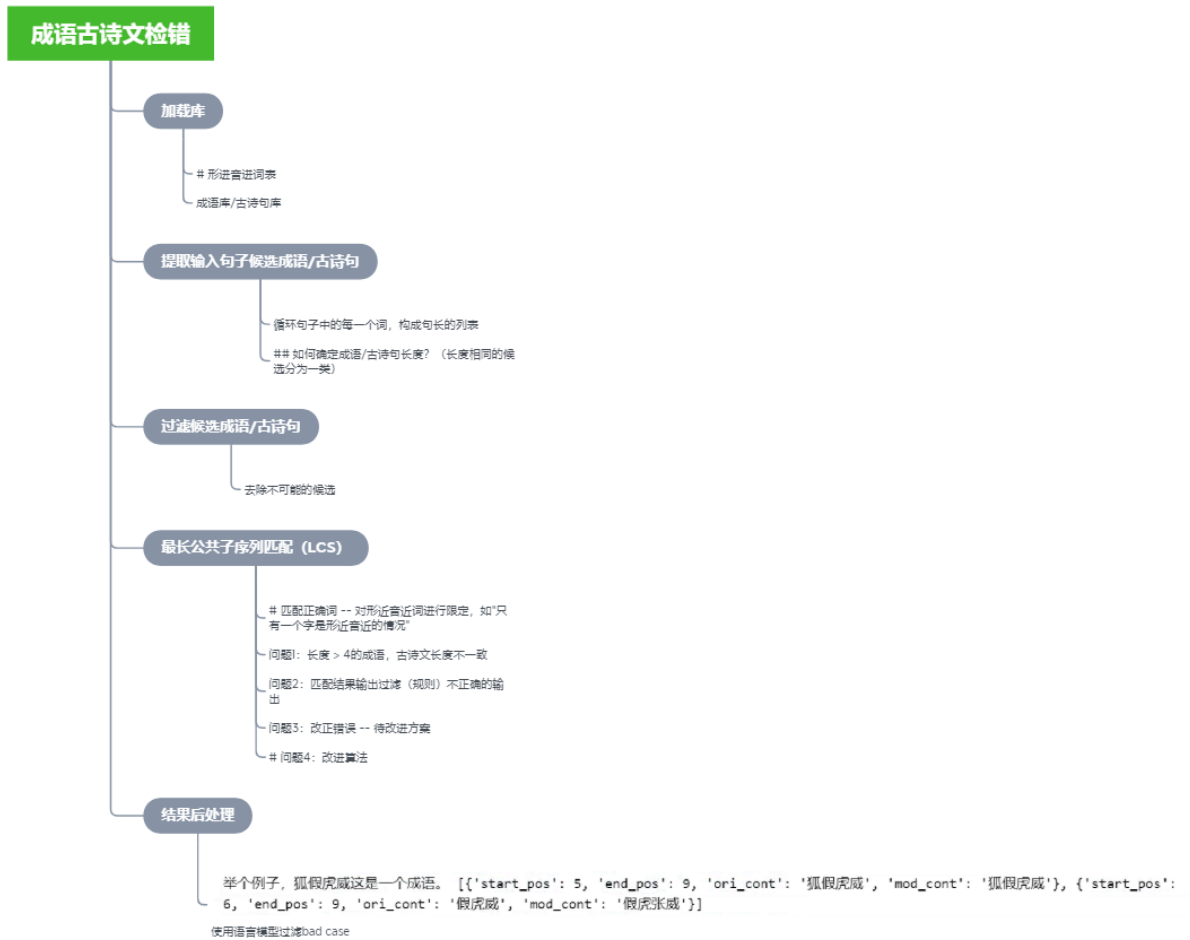 成语古诗文检错
加载库
# 形进音进词表
成语库/古诗句库
提取输入句子候选成语/古诗句
循环句子中的每一个词，构成句长的列表
## 如何确定成语/古诗句长度？（长度相同的候
选分为一类）
过滤候选成语/古诗句
去除不可能的候选
最长公共子序列匹配（LCS）
# 匹配正确词 -- 对形近音近词进行限定，如"只
有一个字是形近音近的情况"
问题1：长度 > 4的成语，古诗文长度不一致
问题2：匹配结果输出过滤（规则）不正确的输
出
问题3：改正错误 -- 待改进方案
# 问题4：改进算法
结果后处理
举个例子，狐假虎威这是一个成语。 [{'start_pos': 5, 'end_pos': 9, 'ori_cont': '狐假虎威', 'mod_cont': '狐假虎威'}, {'start_pos':
6, 'end_pos': 9, 'ori_cont': '假虎威', 'mod_cont': '假虎张威'}]
使用语言模型过滤bad case